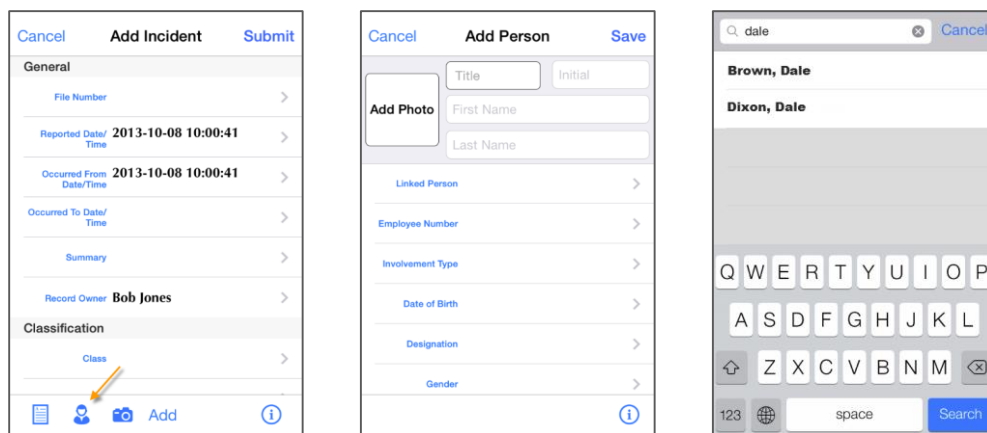 Cancel Add Incident Submit
General
File Number
Reported Date/ 2013-10-08 10:00:41
Time
Occurred From 2013-10-08 10:00:41
Date/Time
Occurred To Date/
Time
Summary
Record Owner Bob Jones
Classification
Class
Add
Cancel Add Person Save
Title Initial
Add Photo First Name
Last Name
Linked Person
Employee Number
Involvement Type
Date of Birth
Designation
Gender
dale Cancel
Brown, Dale
Dixon, Dale
Q W E R T Y U I O P
A S D F G H J K L
Z X C V B N M
123 space Search